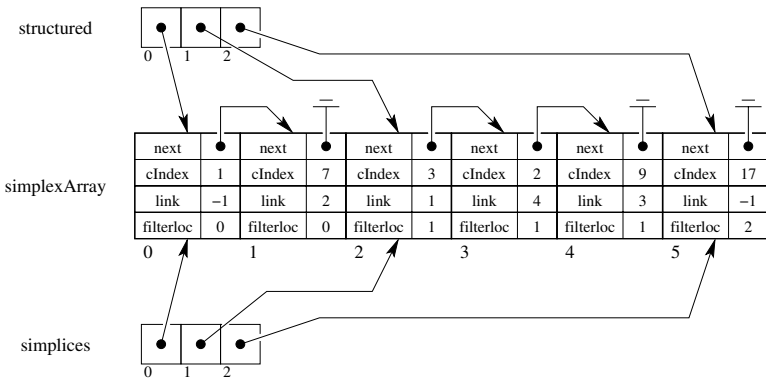 structured
0 1 2
next next next next next next
cIndex 1 cIndex 7 cIndex 3 cIndex 2 cIndex 9 cIndex 17
simplexArray
link −1 link 2 link 1 link 4 link 3 link −1
filterloc 0 filterloc 0 filterloc 1 filterloc 1 filterloc 1 filterloc 2
0 1 2 3 4 5
simplices
0 1 2